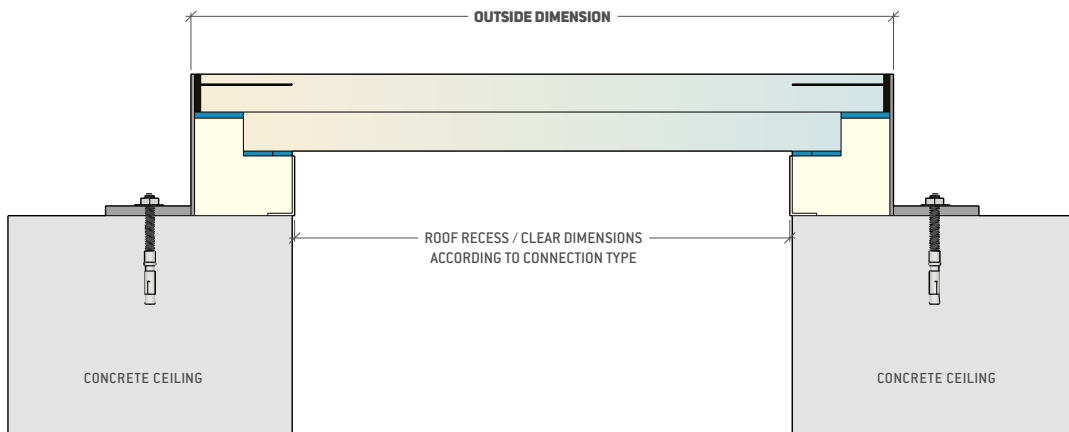 OUTSIDE DIMENSION
ROOF RECESS / CLEAR DIMENSIONS
ACCORDING TO CONNECTION TYPE
CONCRETE CEILING
CONCRETE CEILING